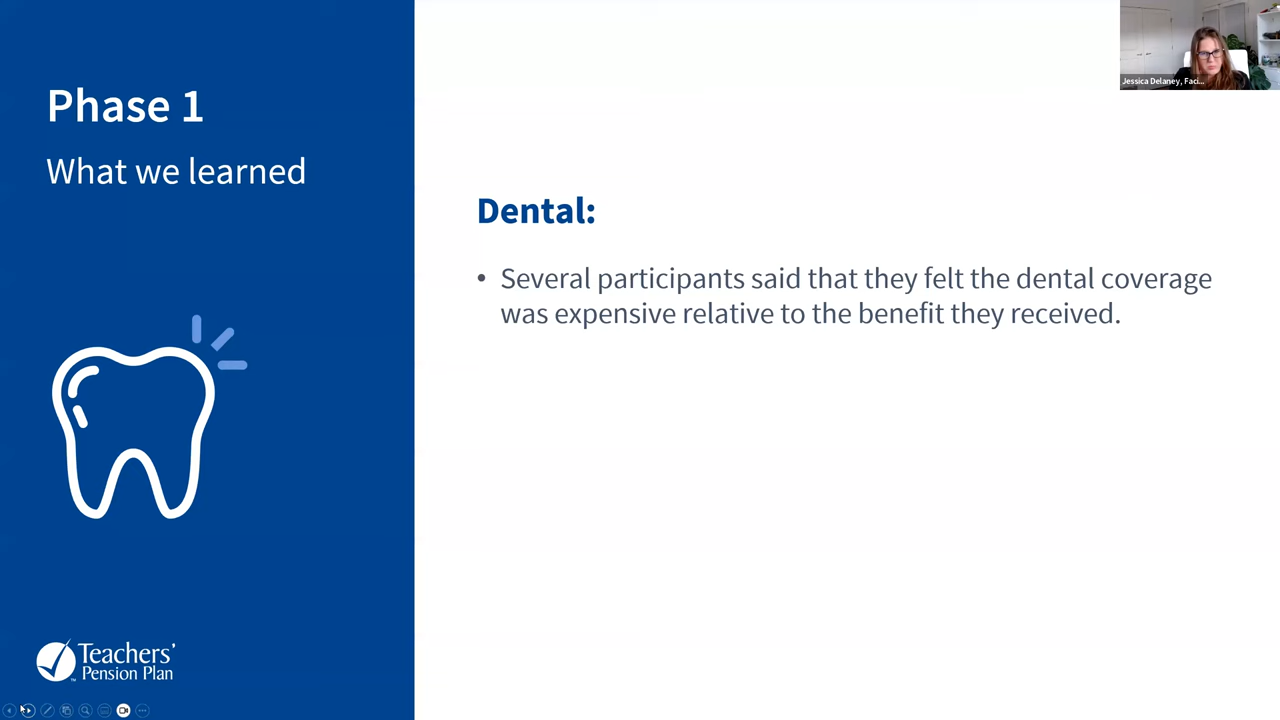 Phase 1
What we learned
Dental:
• Several participants said that they felt the dental coverage
was expensive relative to the benefit they received.
Teachers'
Pension Plan
TM
Jessica Delaney, Faci...